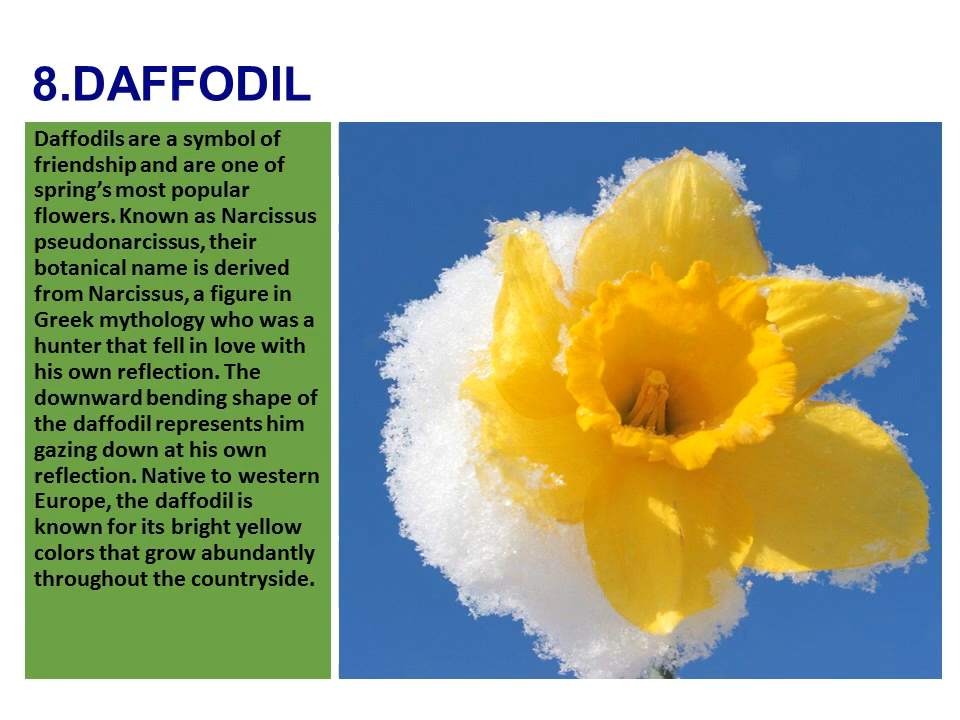 8.DAFFODIL
Daffodils are a symbol of
friendship and are one of
spring’s most popular
flowers. Known as Narcissus
pseudonarcissus, their
botanical name is derived
from Narcissus, a figure in
Greek mythology who was a
hunter that fell in love with
his own reflection. The
downward bending shape of
the daffodil represents him
gazing down at his own
reflection. Native to western
Europe, the daffodil is
known for its bright yellow
colors that grow abundantly
throughout the countryside.